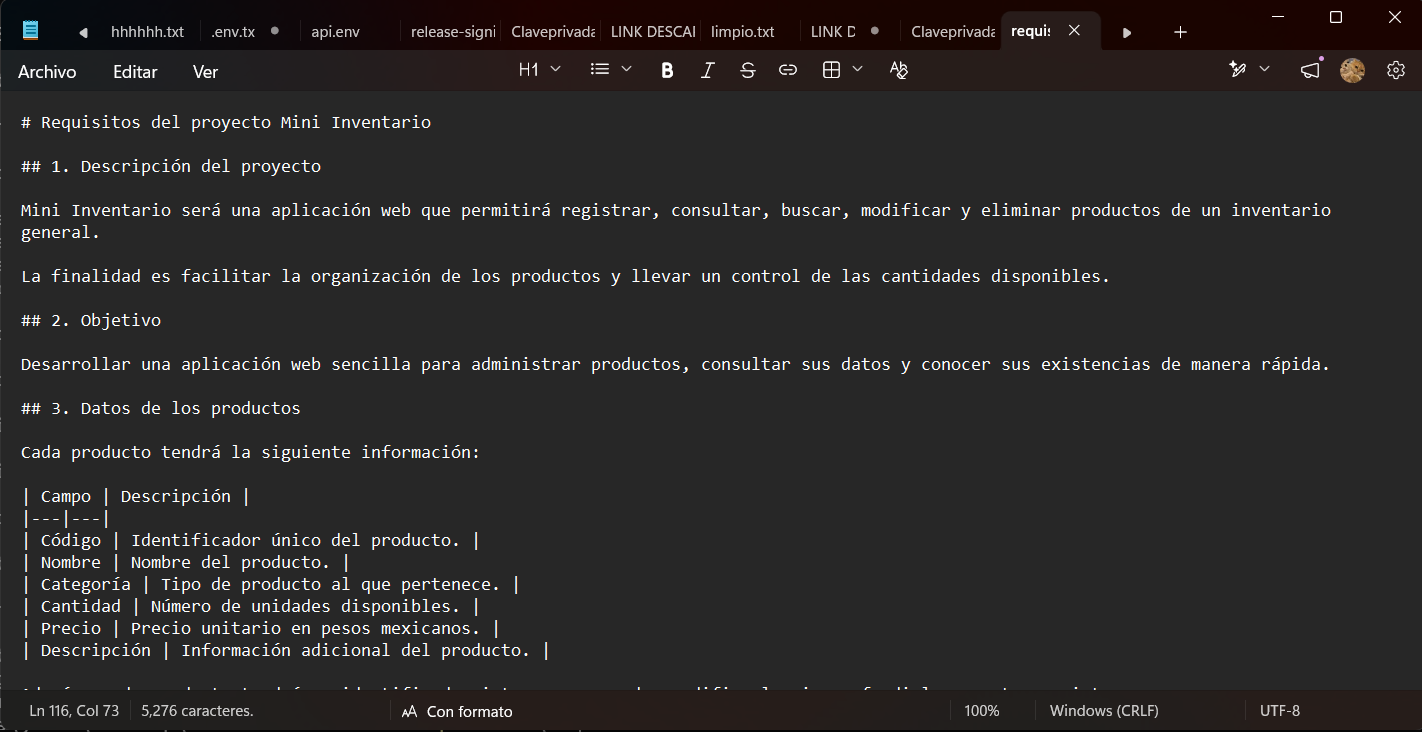 hhhhhh.txt .env.tx api.env release-signi Claveprivada LINK DESCAI limpio.txt LINK D Claveprivada requis
Archivo Editar Ver H1 B I S
# Requisitos del proyecto Mini Inventario
## 1. Descripción del proyecto
Mini Inventario será una aplicación web que permitirá registrar, consultar, buscar, modificar y eliminar productos de un inventario
general.
La finalidad es facilitar la organización de los productos y llevar un control de las cantidades disponibles.
## 2. Objetivo
Desarrollar una aplicación web sencilla para administrar productos, consultar sus datos y conocer sus existencias de manera rápida.
## 3. Datos de los productos
Cada producto tendrá la siguiente información:
| Campo | Descripción |
|---|---|
| Código | Identificador único del producto. |
| Nombre | Nombre del producto. |
| Categoría | Tipo de producto al que pertenece. |
| Cantidad | Número de unidades disponibles. |
| Precio | Precio unitario en pesos mexicanos. |
| Descripción | Información adicional del producto. |
Ln 116, Col 73 5,276 caracteres. Con formato 100% Windows (CRLF) UTF-8